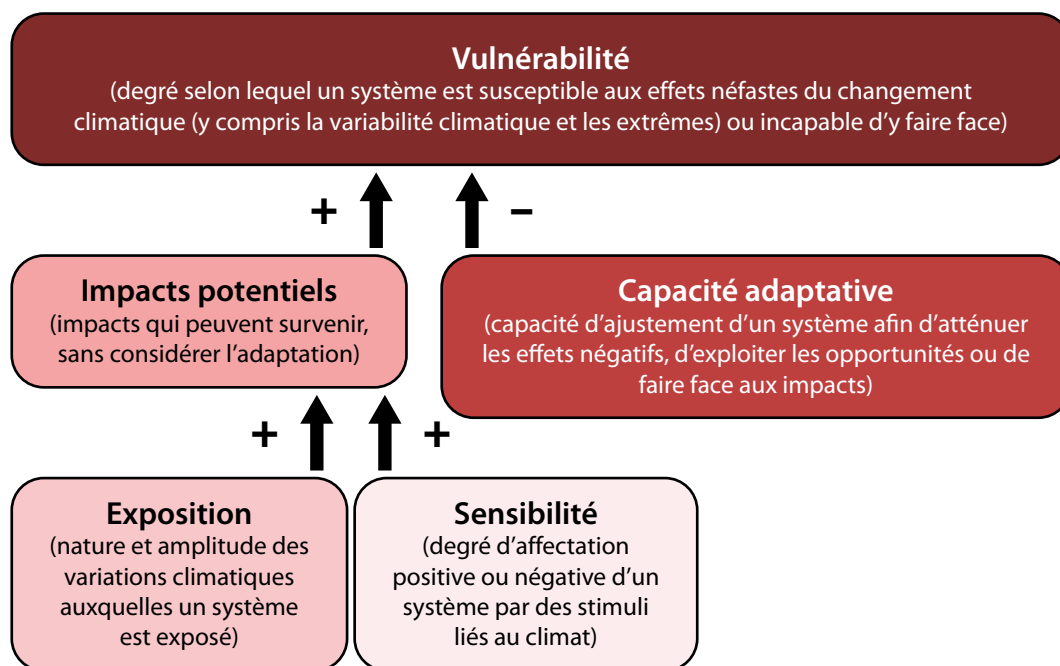 Vulnérabilité
(degré selon lequel un système est susceptible aux effets néfastes du changement
climatique (y compris la variabilité climatique et les extrêmes) ou incapable d’y faire face)
+ −
Impacts potentiels
(impacts qui peuvent survenir,
sans considérer l’adaptation)
Capacité adaptative
(capacité d’ajustement d’un système afin d’atténuer
les effets négatifs, d’exploiter les opportunités ou de
faire face aux impacts)
+ +
Exposition
(nature et amplitude des
variations climatiques
auxquelles un système
est exposé)
Sensibilité
(degré d’affectation
positive ou négative d’un
système par des stimuli
liés au climat)